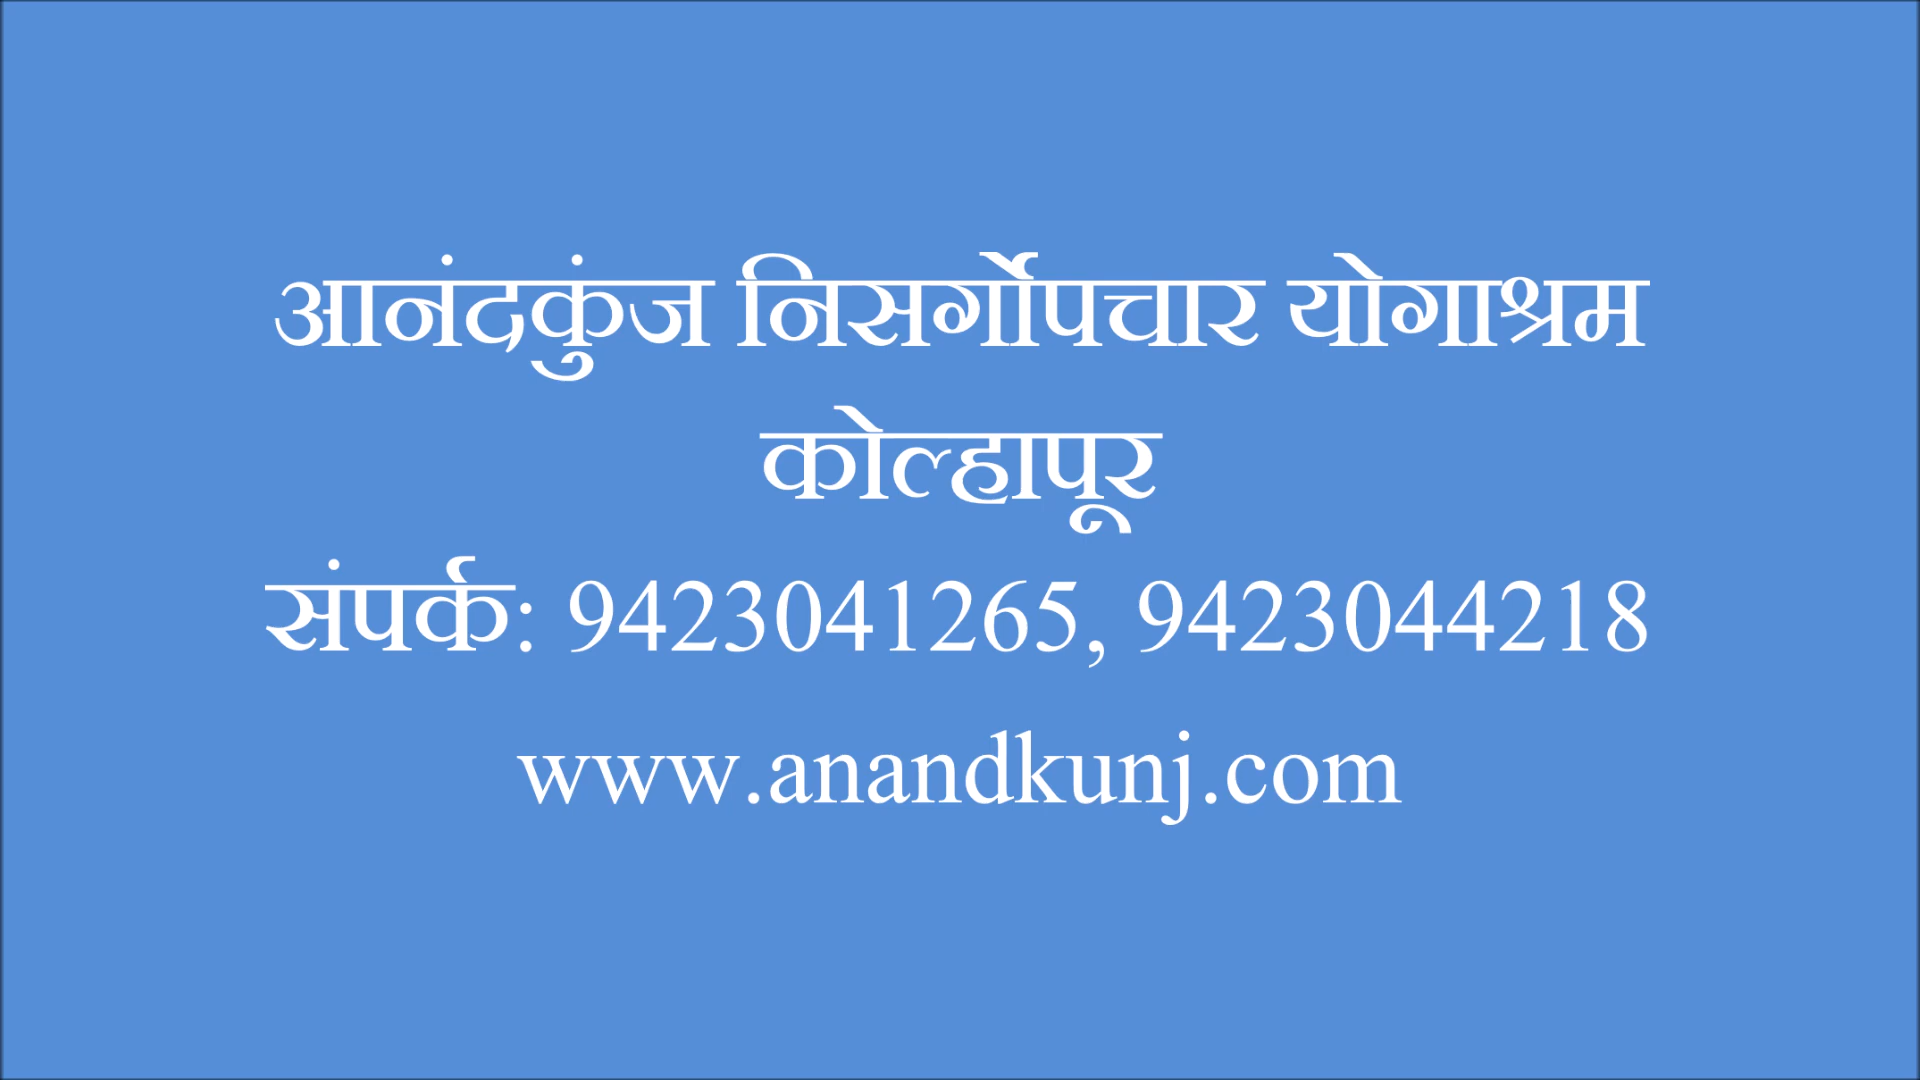 आनंदकुंज निसर्गोपचार योगाश्रम
कोल्हापूर
संपर्क: 9423041265, 9423044218
www.anandkunj.com